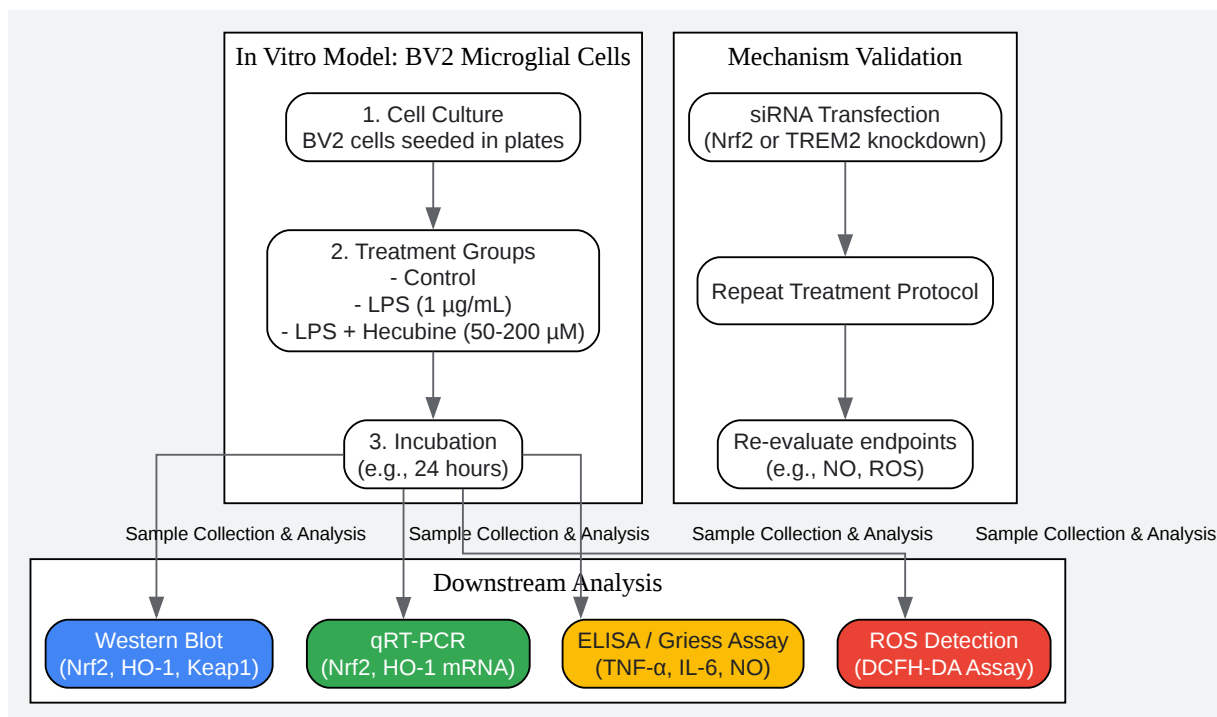 In Vitro Model: BV2 Microglial Cells
1. Cell Culture
BV2 cells seeded in plates
2. Treatment Groups
- Control
- LPS (1 µg/mL)
- LPS + Hecubine (50-200 µM)
3. Incubation
(e.g., 24 hours)
Mechanism Validation
siRNA Transfection
(Nrf2 or TREM2 knockdown)
Repeat Treatment Protocol
Re-evaluate endpoints
(e.g., NO, ROS)
Sample Collection & Analysis
Sample Collection & Analysis
Sample Collection & Analysis
Sample Collection & Analysis
Downstream Analysis
Western Blot
(Nrf2, HO-1, Keap1)
qRT-PCR
(Nrf2, HO-1 mRNA)
ELISA / Griess Assay
(TNF-α, IL-6, NO)
ROS Detection
(DCFH-DA Assay)